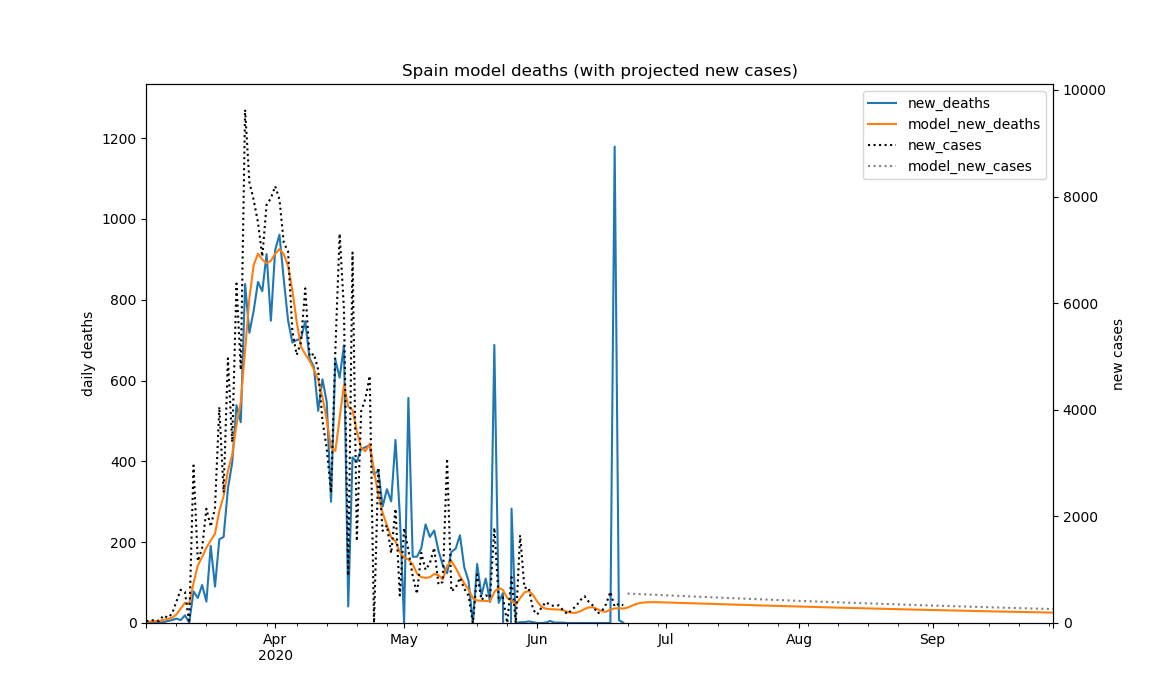 Spain model deaths (with projected new cases)
new_deaths
model_new_deaths
new_cases
model_new_cases
1200
1000
800
600
400
200
0
daily deaths
10000
8000
6000
4000
2000
0
new cases
Apr
2020
May
Jun
Jul
Aug
Sep